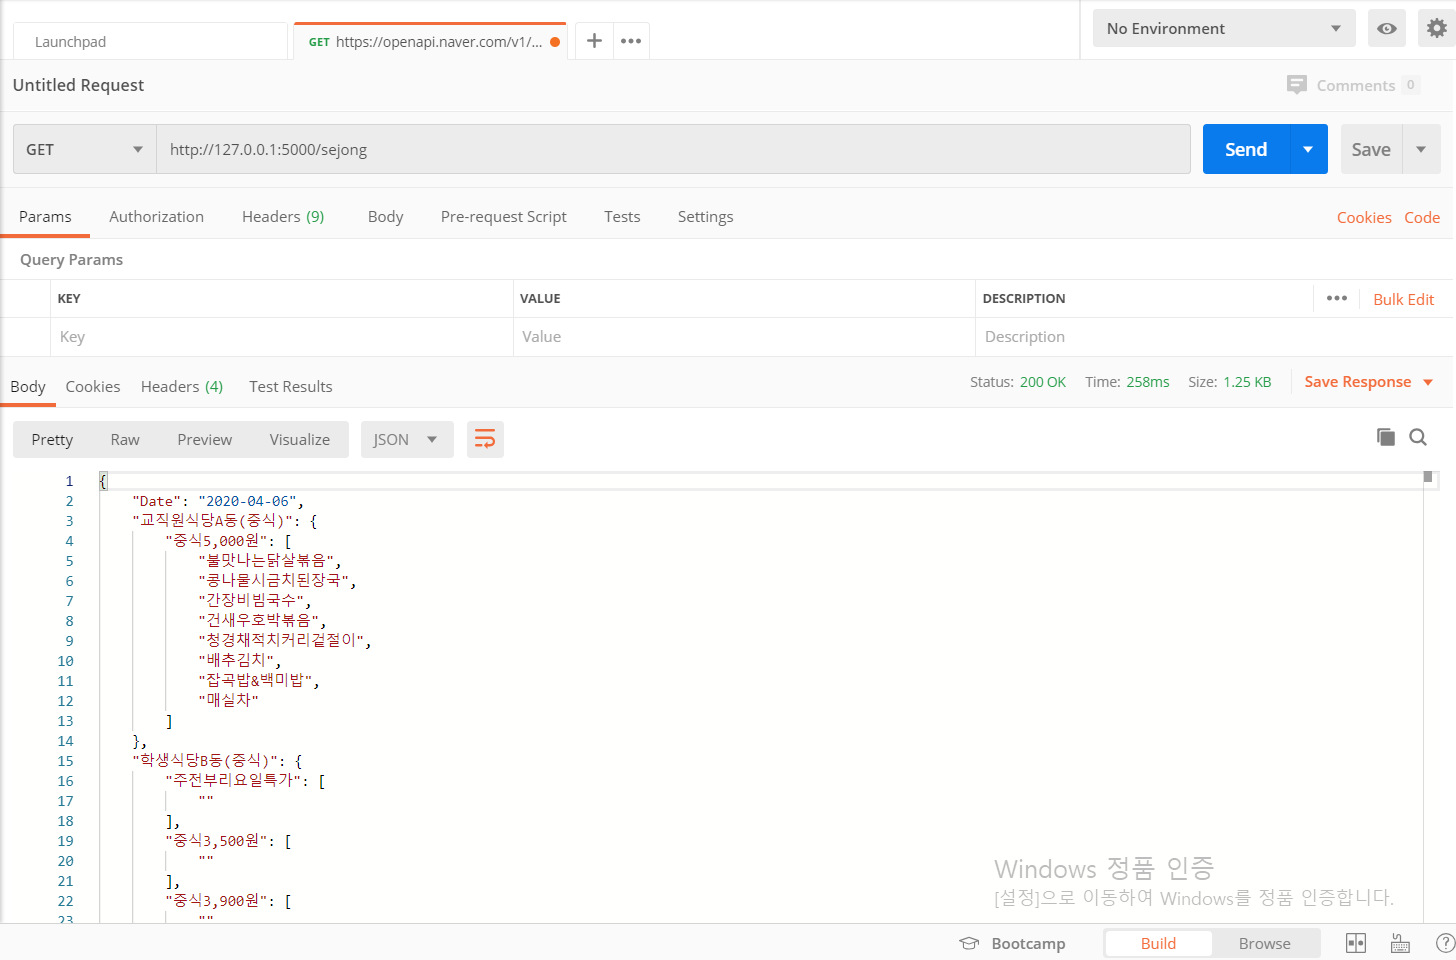 Launchpad
GET https://openapi.naver.com/v1/...
No Environment
Untitled Request
Comments 0
GET
http://127.0.0.1:5000/sejong
Send
Save
Params Authorization Headers (9) Body Pre-request Script Tests Settings Cookies Code
Query Params
KEY VALUE DESCRIPTION ••• Bulk Edit
Key Value Description
Body Cookies Headers (4) Test Results Status: 200 OK Time: 258ms Size: 1.25 KB Save Response
Pretty Raw Preview Visualize JSON
1 {
2 "Date": "2020-04-06",
3 "교직원식당A동(중식)": {
4 "중식5,000원": [
5 "불맛나는닭살볶음",
6 "콩나물시금치된장국",
7 "간장비빔국수",
8 "건새우호박볶음",
9 "청경채적치커리겉절이",
10 "배추김치",
11 "잡곡밥&백미밥",
12 "매실차"
13 ]
14 },
15 "학생식당B동(중식)": {
16 "주전부리요일특가": [
17 ""
18 ],
19 "중식3,500원": [
20 ""
21 ],
22 "중식3,900원": [
23 ""
Windows 정품 인증
[설정]으로 이동하여 Windows를 정품 인증합니다.
Bootcamp Build Browse